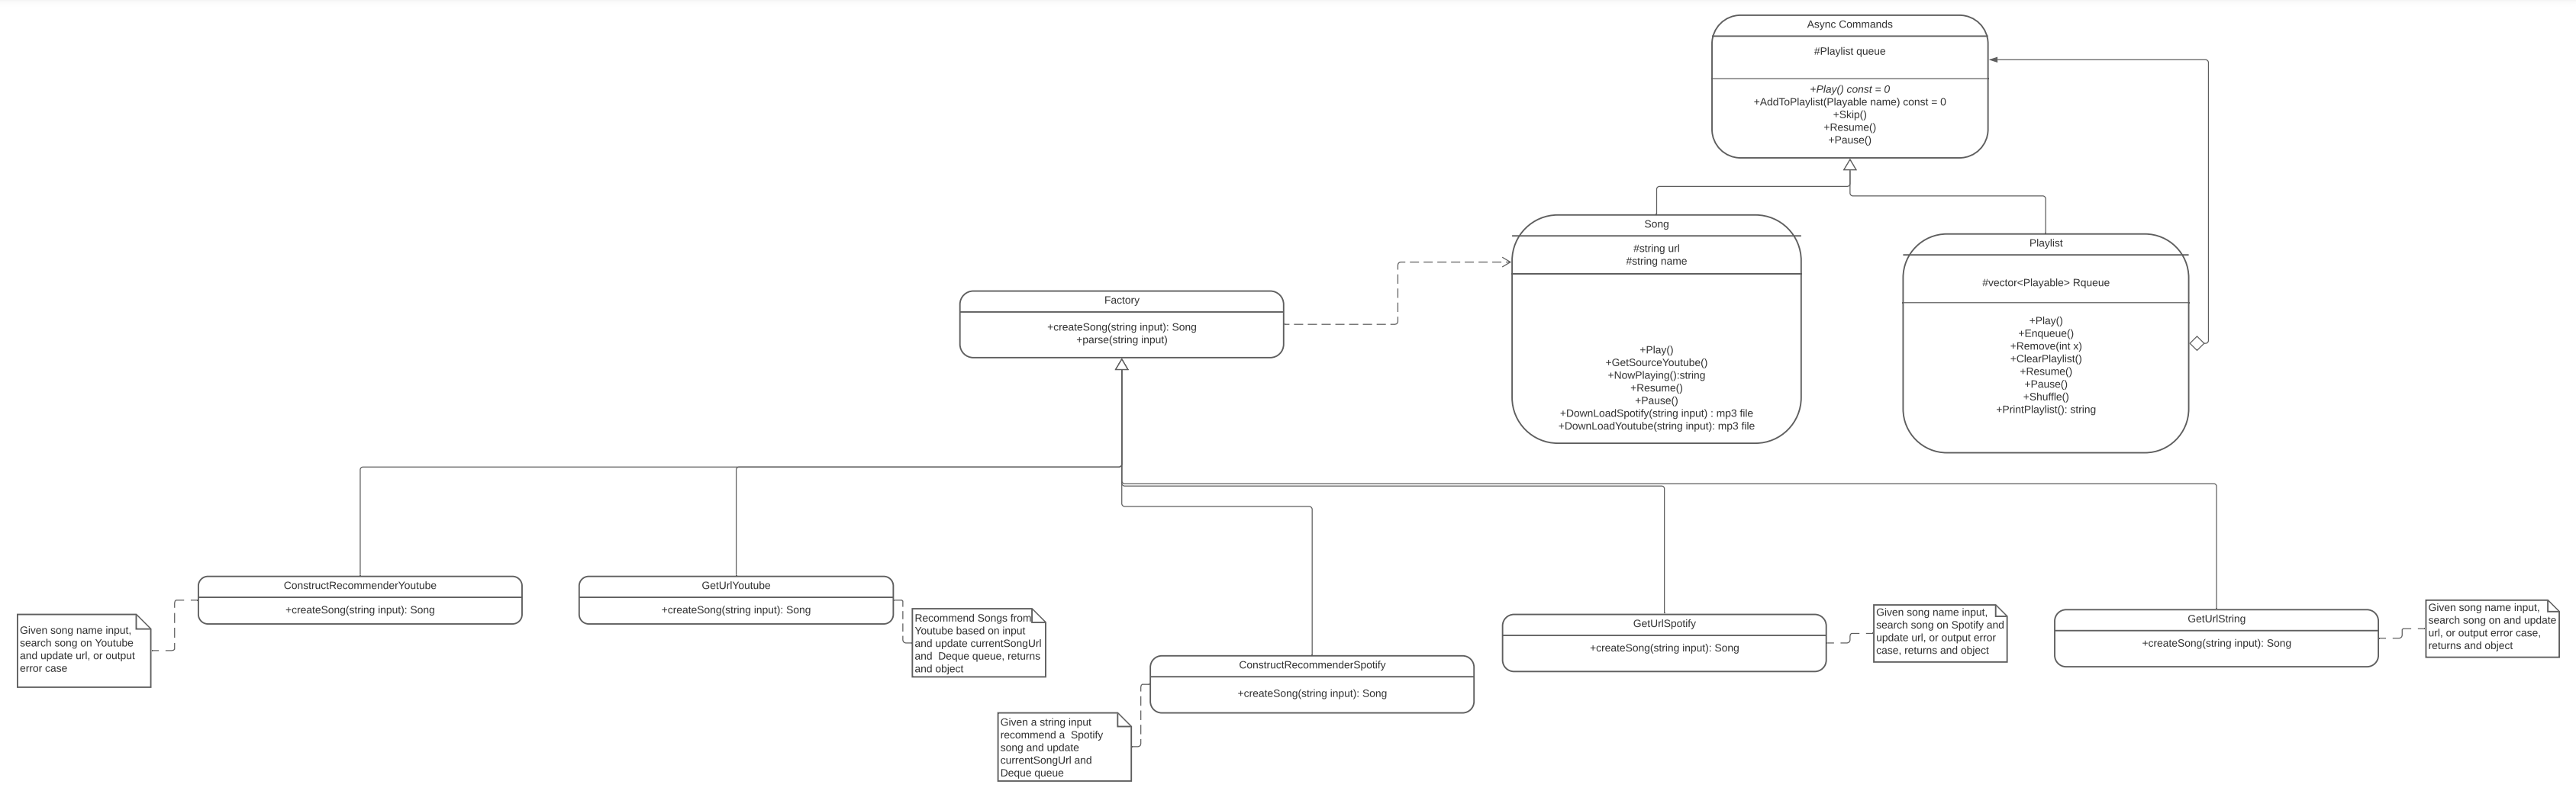 Async Commands
#Playlist queue
+Play() const = 0
+AddToPlaylist(Playable name) const = 0
+Skip()
+Resume()
+Pause()
Song
#string url
#string name
+Play()
+GetSourceYoutube()
+NowPlaying():string
+Resume()
+Pause()
+DownLoadSpotify(string input) : mp3 file
+DownLoadYoutube(string input): mp3 file
Playlist
#vector<Playable> Rqueue
+Play()
+Enqueue()
+Remove(int x)
+ClearPlaylist()
+Resume()
+Pause()
+Shuffle()
+PrintPlaylist(): string
Factory
+createSong(string input): Song
+parse(string input)
ConstructRecommenderYoutube
+createSong(string input): Song
Given song name input,
search song on Youtube
and update url, or output
error case
GetUrlYoutube
+createSong(string input): Song
Recommend Songs from
Youtube based on input
and update currentSongUrl
and  Deque queue, returns
and object
ConstructRecommenderSpotify
+createSong(string input): Song
Given a string input
recommend a  Spotify
song and update
currentSongUrl and
Deque queue
GetUrlSpotify
+createSong(string input): Song
Given song name input,
search song on Spotify and
update url, or output error
case, returns and object
GetUrlString
+createSong(string input): Song
Given song name input,
search song on and update
url, or output error case,
returns and object